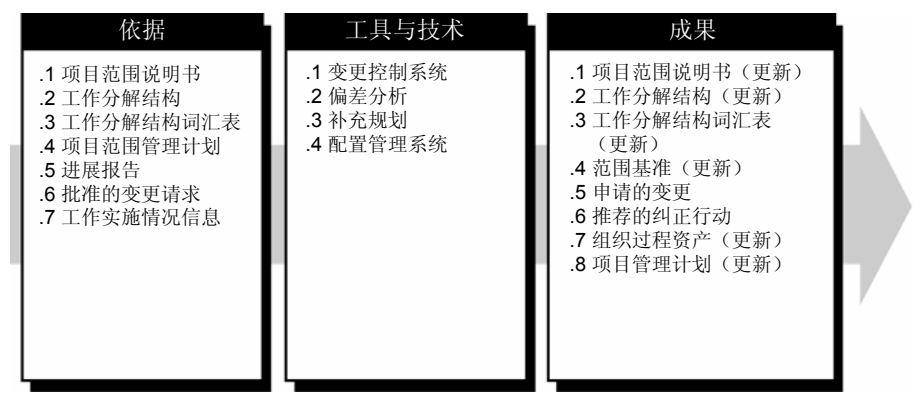 依据
.1 项目范围说明书
.2 工作分解结构
.3 工作分解结构词汇表
.4 项目范围管理计划
.5 进展报告
.6 批准的变更请求
.7 工作实施情况信息
工具与技术
.1 变更控制系统
.2 偏差分析
.3 补充规划
.4 配置管理系统
成果
.1 项目范围说明书（更新）
.2 工作分解结构（更新）
.3 工作分解结构词汇表
（更新）
.4 范围基准（更新）
.5 申请的变更
.6 推荐的纠正行动
.7 组织过程资产（更新）
.8 项目管理计划（更新）